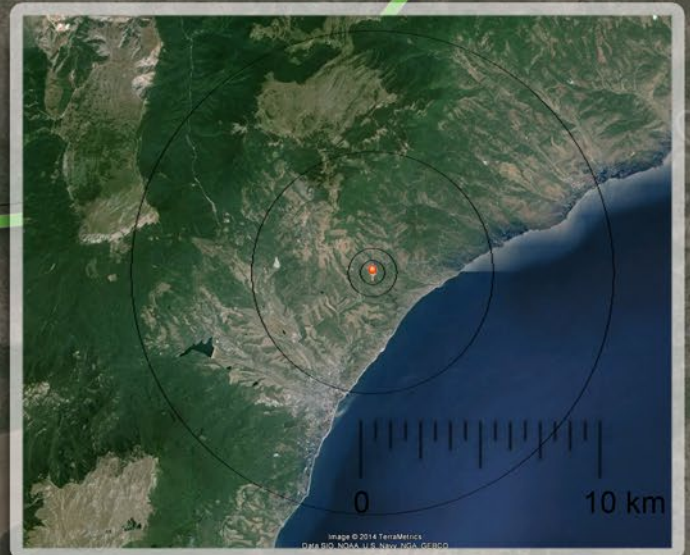 0 10 km
Image © 2014 TerraMetrics
Data SIO, NOAA, U.S. Navy, NGA, GEBCO